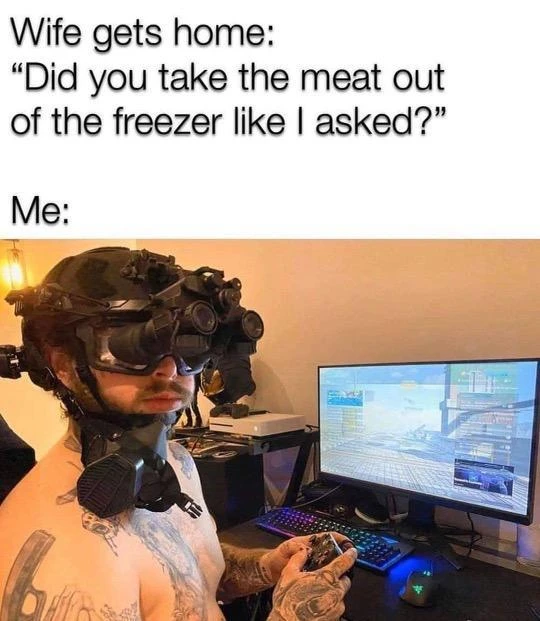 Wife gets home:
“Did you take the meat out
of the freezer like I asked?”
Me: